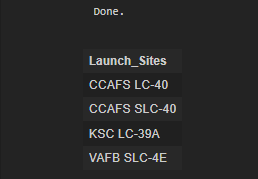 Done.
Launch_Sites
CCAFS LC-40
CCAFS SLC-40
KSC LC-39A
VAFB SLC-4E